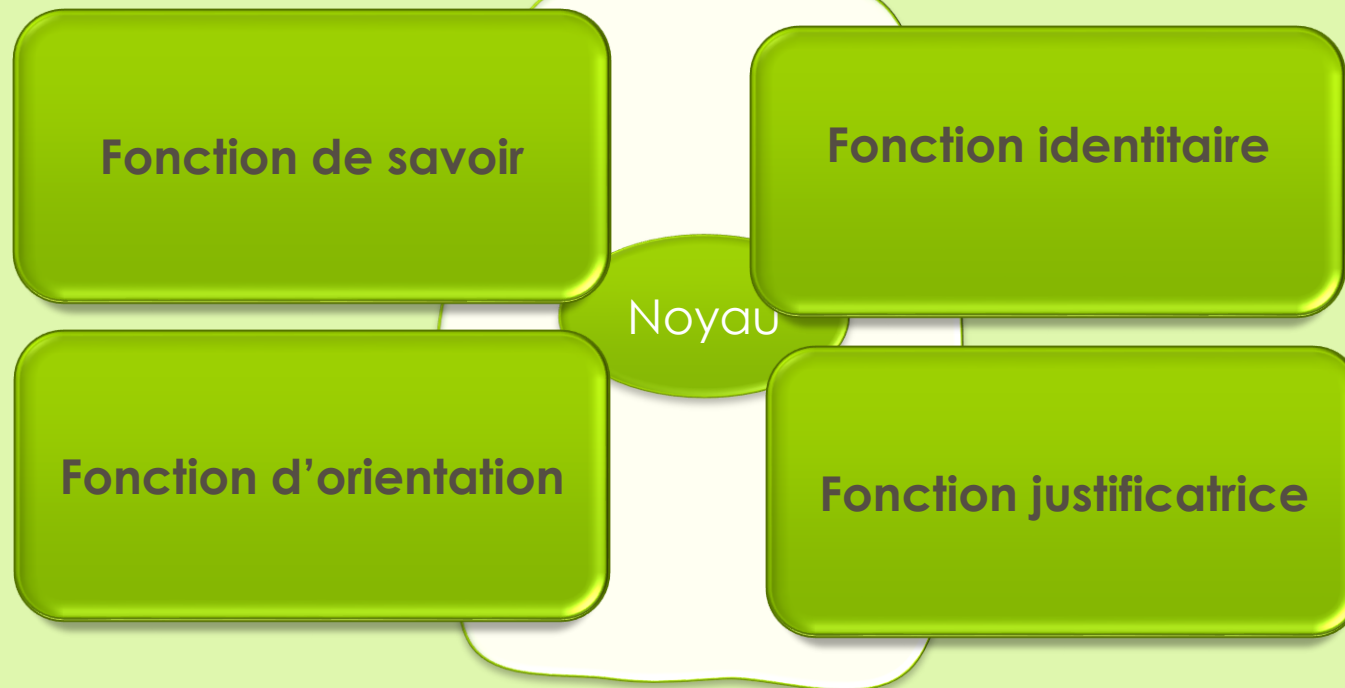 Fonction de savoir
Fonction identitaire
Noyau
Fonction d’orientation
Fonction justificatrice